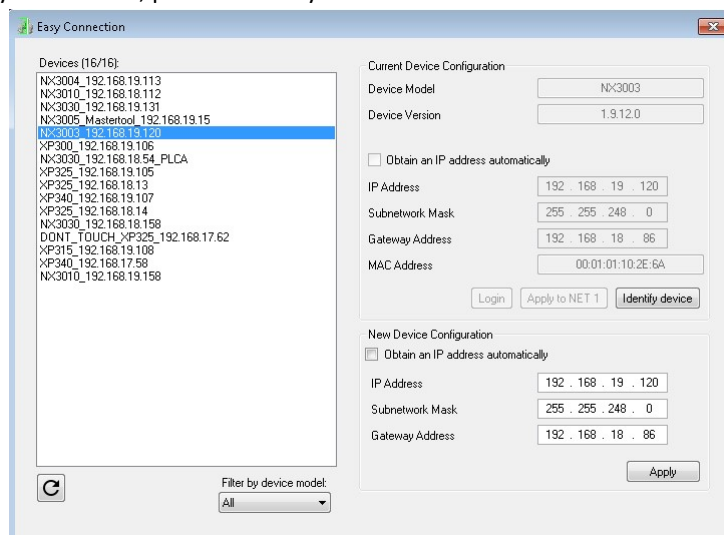 Easy Connection
Devices (16/16):
NX3004_192.168.19.113
NX3010_192.168.18.112
NX3030_192.168.19.131
NX3005_Mastertool_192.168.19.15
NX3003_192.168.19.120
XP300_192.168.19.106
NX3030_192.168.18.54_PLCA
XP325_192.168.19.105
XP325_192.168.18.13
XP340_192.168.19.107
XP325_192.168.18.14
NX3030_192.168.18.158
DONT_TOUCH_XP325_192.168.17.62
XP315_192.168.19.108
XP340_192.168.17.58
NX3010_192.168.19.158
Filter by device model:
All
Current Device Configuration
Device Model NX3003
Device Version 1.9.12.0
Obtain an IP address automatically
IP Address 192 . 168 . 19 . 120
Subnetwork Mask 255 . 255 . 248 . 0
Gateway Address 192 . 168 . 18 . 86
MAC Address 00:01:01:10:2E:6A
Login Apply to NET 1 Identify device
New Device Configuration
Obtain an IP address automatically
IP Address 192 . 168 . 19 . 120
Subnetwork Mask 255 . 255 . 248 . 0
Gateway Address 192 . 168 . 18 . 86
Apply